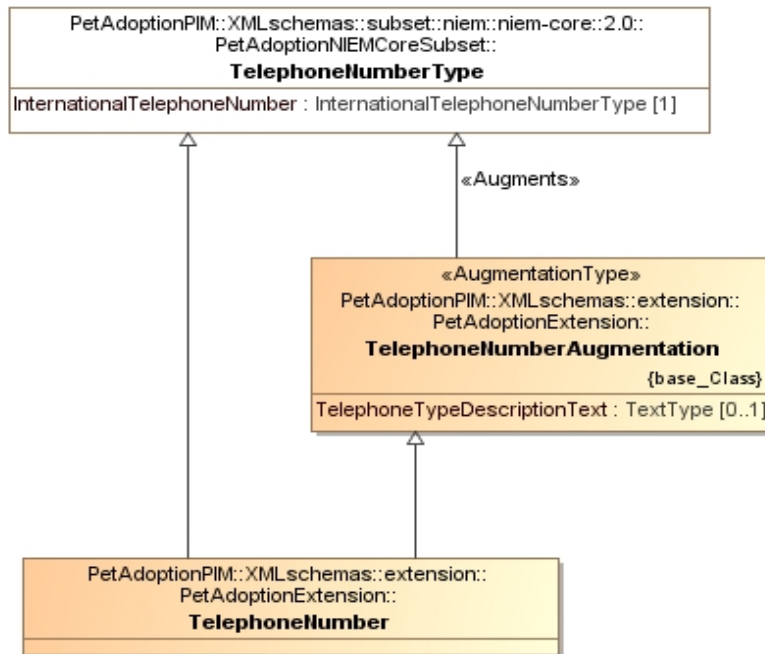 PetAdoptionPIM::XMLschemas::subset::niem::niem-core::2.0::
PetAdoptionNIEMCoreSubset::
TelephoneNumberType
InternationalTelephoneNumber : InternationalTelephoneNumberType [1]
«Augments»
«AugmentationType»
PetAdoptionPIM::XMLschemas::extension::
PetAdoptionExtension::
TelephoneNumberAugmentation
{base_Class}
TelephoneTypeDescriptionText : TextType [0..1]
PetAdoptionPIM::XMLschemas::extension::
PetAdoptionExtension::
TelephoneNumber